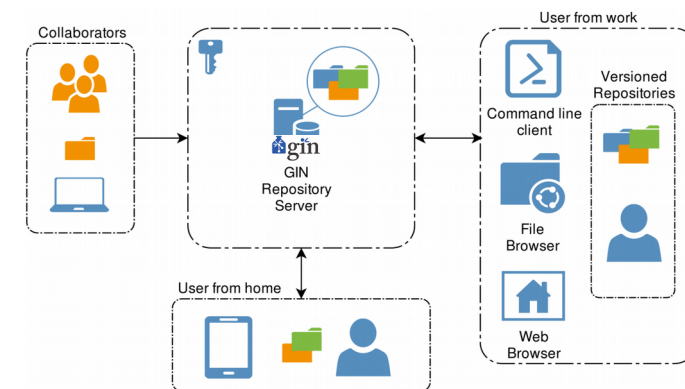 Collaborators
gin
GIN
Repository
Server
User from home
User from work
Command line
client
File
Browser
Web
Browser
Versioned
Repositories